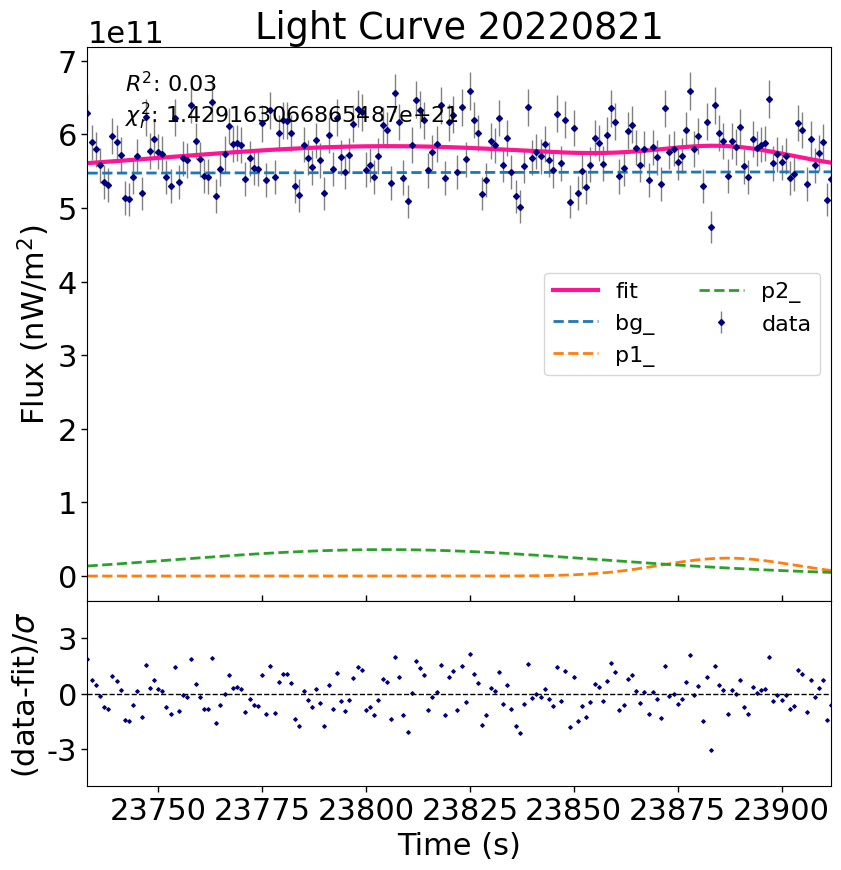 Light Curve 20220821
1e11
R²: 0.03
χᵣ²: 1.429163066865487e+21
7
6
5
4
3
2
1
0
Flux (nW/m²)
fit
bg_
p1_
p2_
data
3
0
-3
(data-fit)/σ
23750 23775 23800 23825 23850 23875 23900
Time (s)